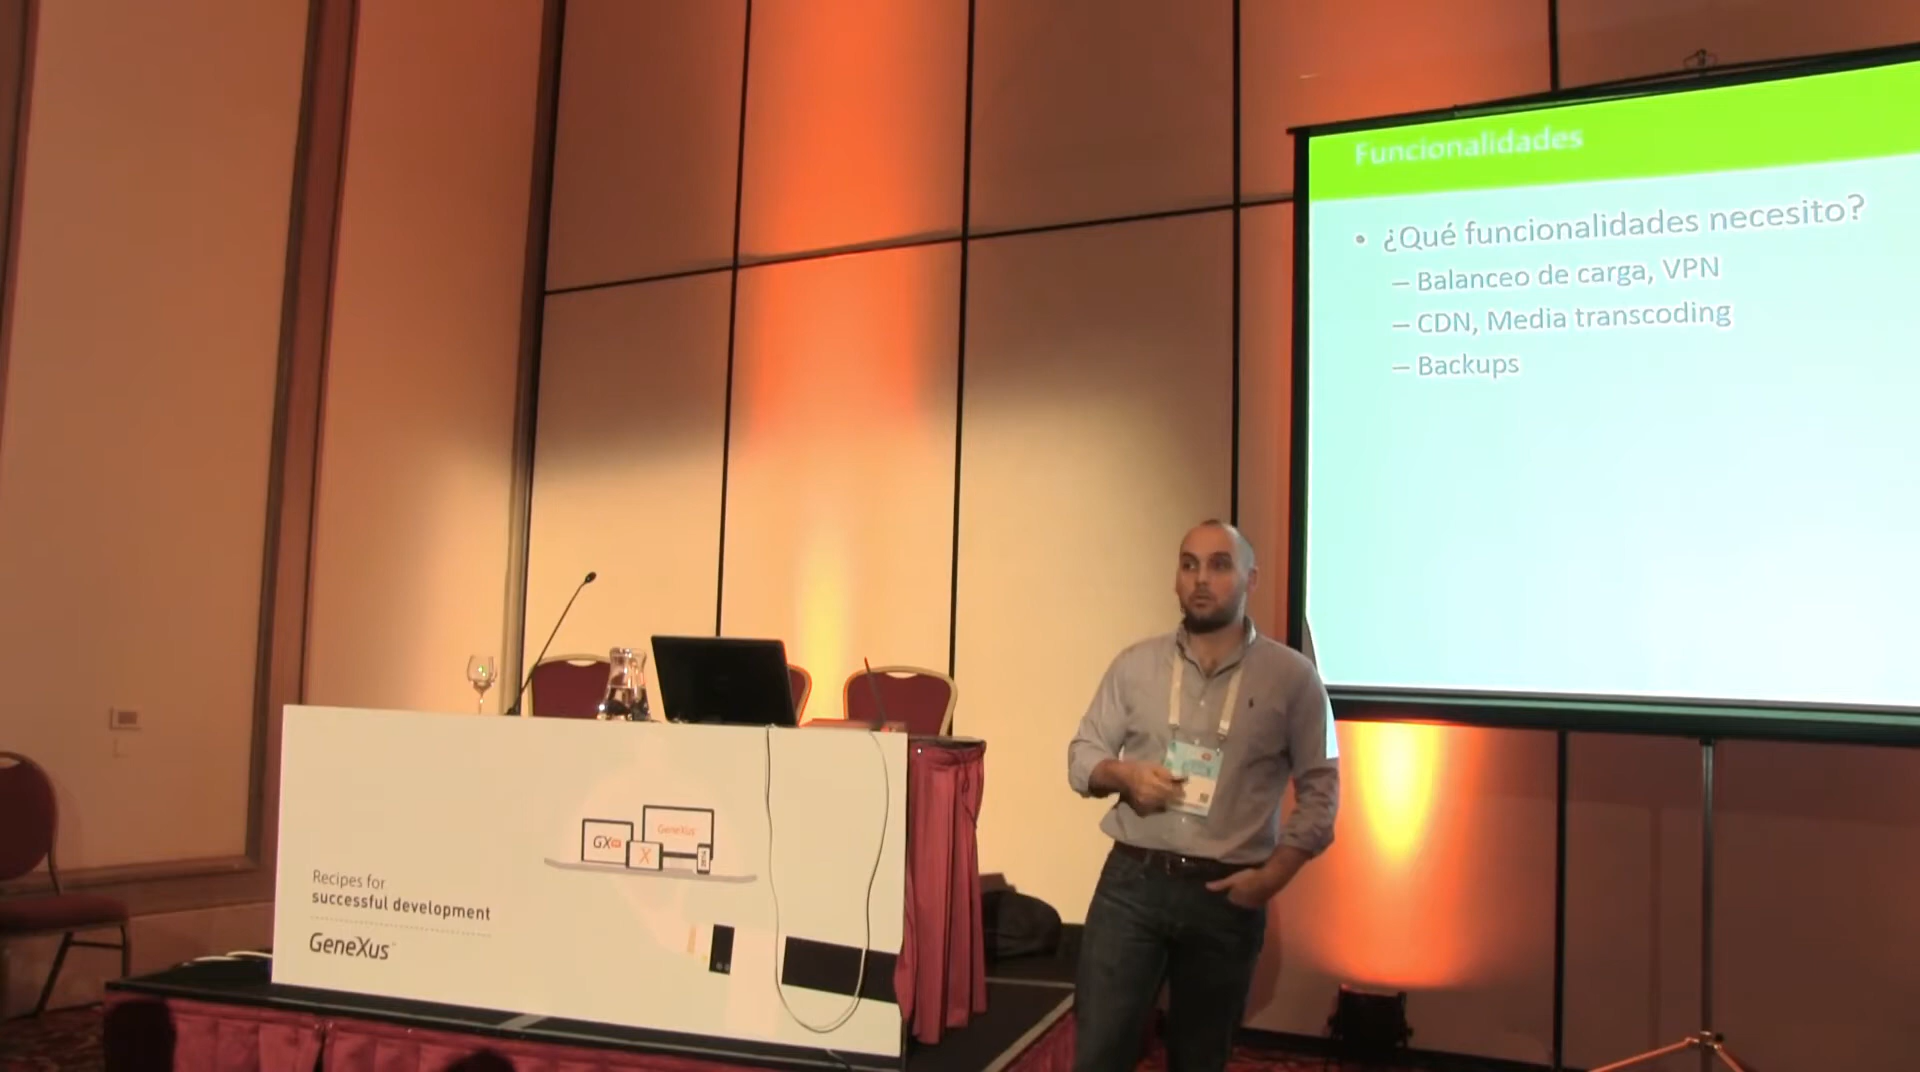 Funcionalidades
• ¿Qué funcionalidades necesito?
– Balanceo de carga, VPN
– CDN, Media transcoding
– Backups
GX
GeneXus
X
Recipes for
successful development
GeneXus